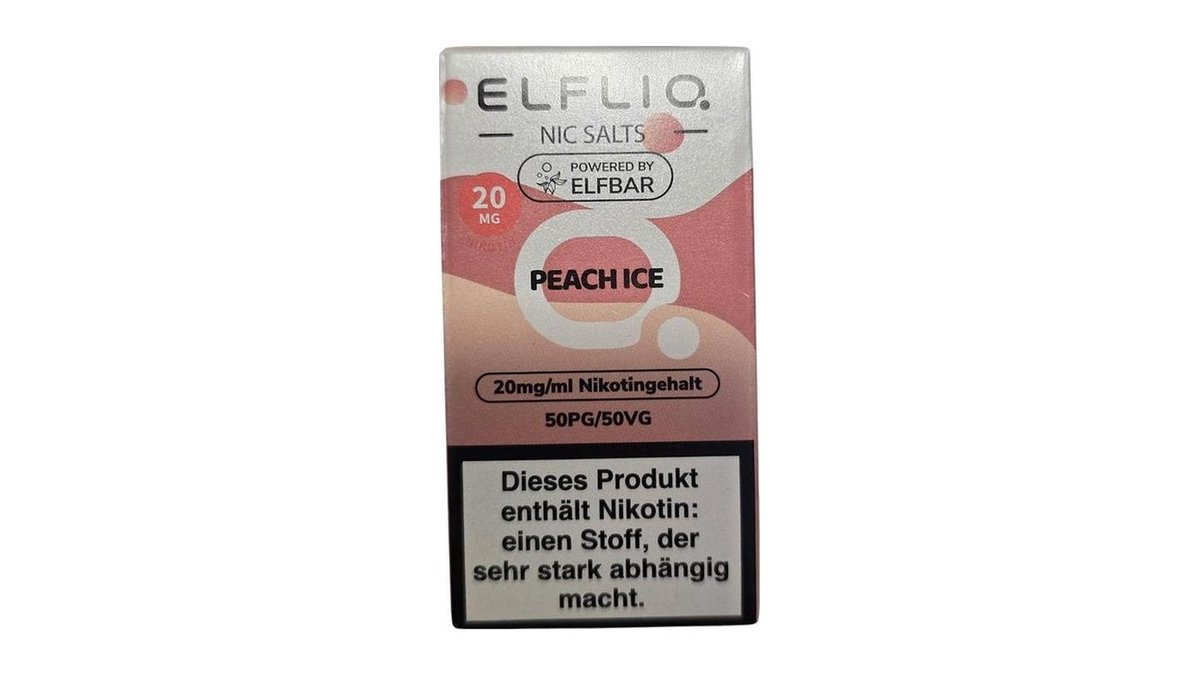 ELFLIQ.
NIC SALTS
POWERED BY
ELFBAR
20
MG
NIKOTIN
PEACH ICE
20mg/ml Nikotingehalt
50PG/50VG
Dieses Produkt
enthält Nikotin:
einen Stoff, der
sehr stark abhängig
macht.